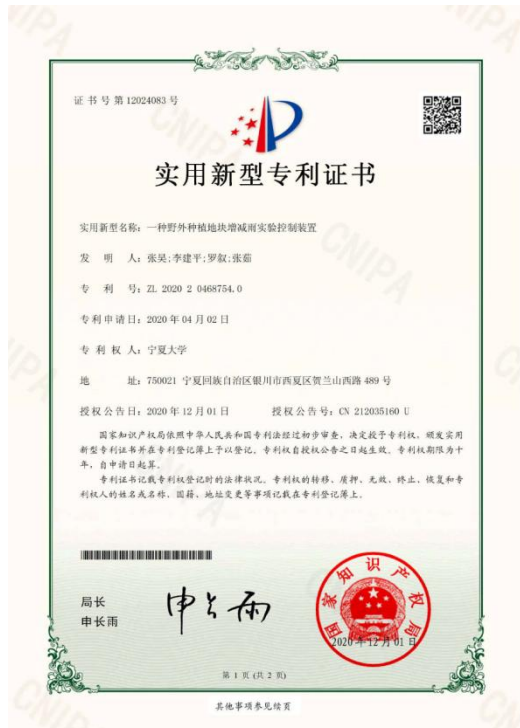 证书号第12024083号
实用新型专利证书
实用新型名称：一种野外种植地块增减雨实验控制装置
发明人：张昊;李建平;罗叙;张茹
专利号：ZL 2020 2 0468754.0
专利申请日：2020年04月02日
专利权人：宁夏大学
地址：750021 宁夏回族自治区银川市西夏区贺兰山西路489号
授权公告日：2020年12月01日 授权公告号：CN 212035160 U
国家知识产权局依照中华人民共和国专利法经过初步审查，决定授予专利权，颁发实用
新型专利证书并在专利登记簿上予以登记。专利权自授权公告之日起生效。专利权期限为十
年，自申请日起算。
专利证书记载专利权登记时的法律状况。专利权的转移、质押、无效、终止、恢复和专
利权人的姓名或名称、国籍、地址变更等事项记载在专利登记簿上。
局长
申长雨
申长雨
国家知识产权局
2020年12月01日
第 1 页 (共 2 页)
其他事项参见续页
CNIPA